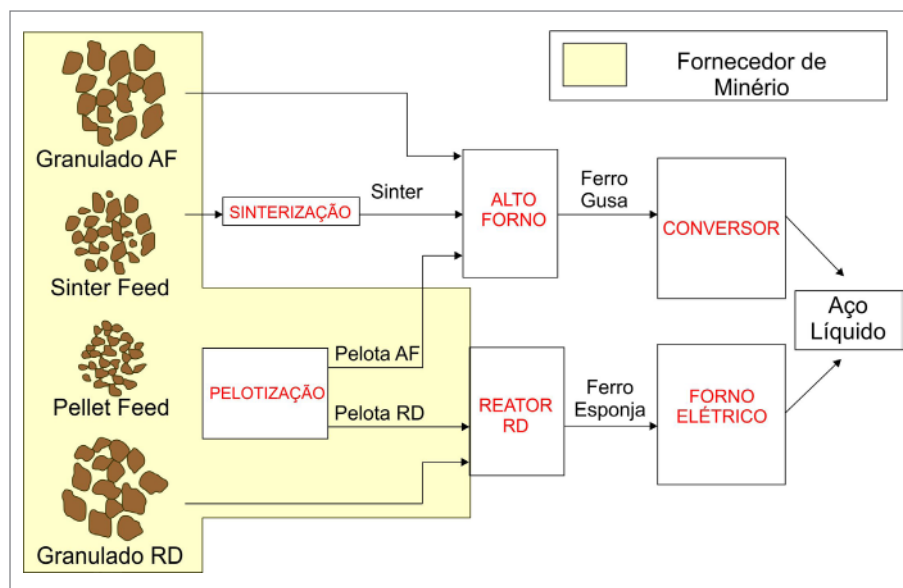 Fornecedor de
Minério
Granulado AF
Sinter Feed
Pellet Feed
Granulado RD
SINTERIZAÇÃO
Sinter
PELOTIZAÇÃO
Pelota AF
Pelota RD
ALTO
FORNO
REATOR
RD
Ferro
Gusa
Ferro
Esponja
CONVERSOR
FORNO
ELÉTRICO
Aço
Líquido